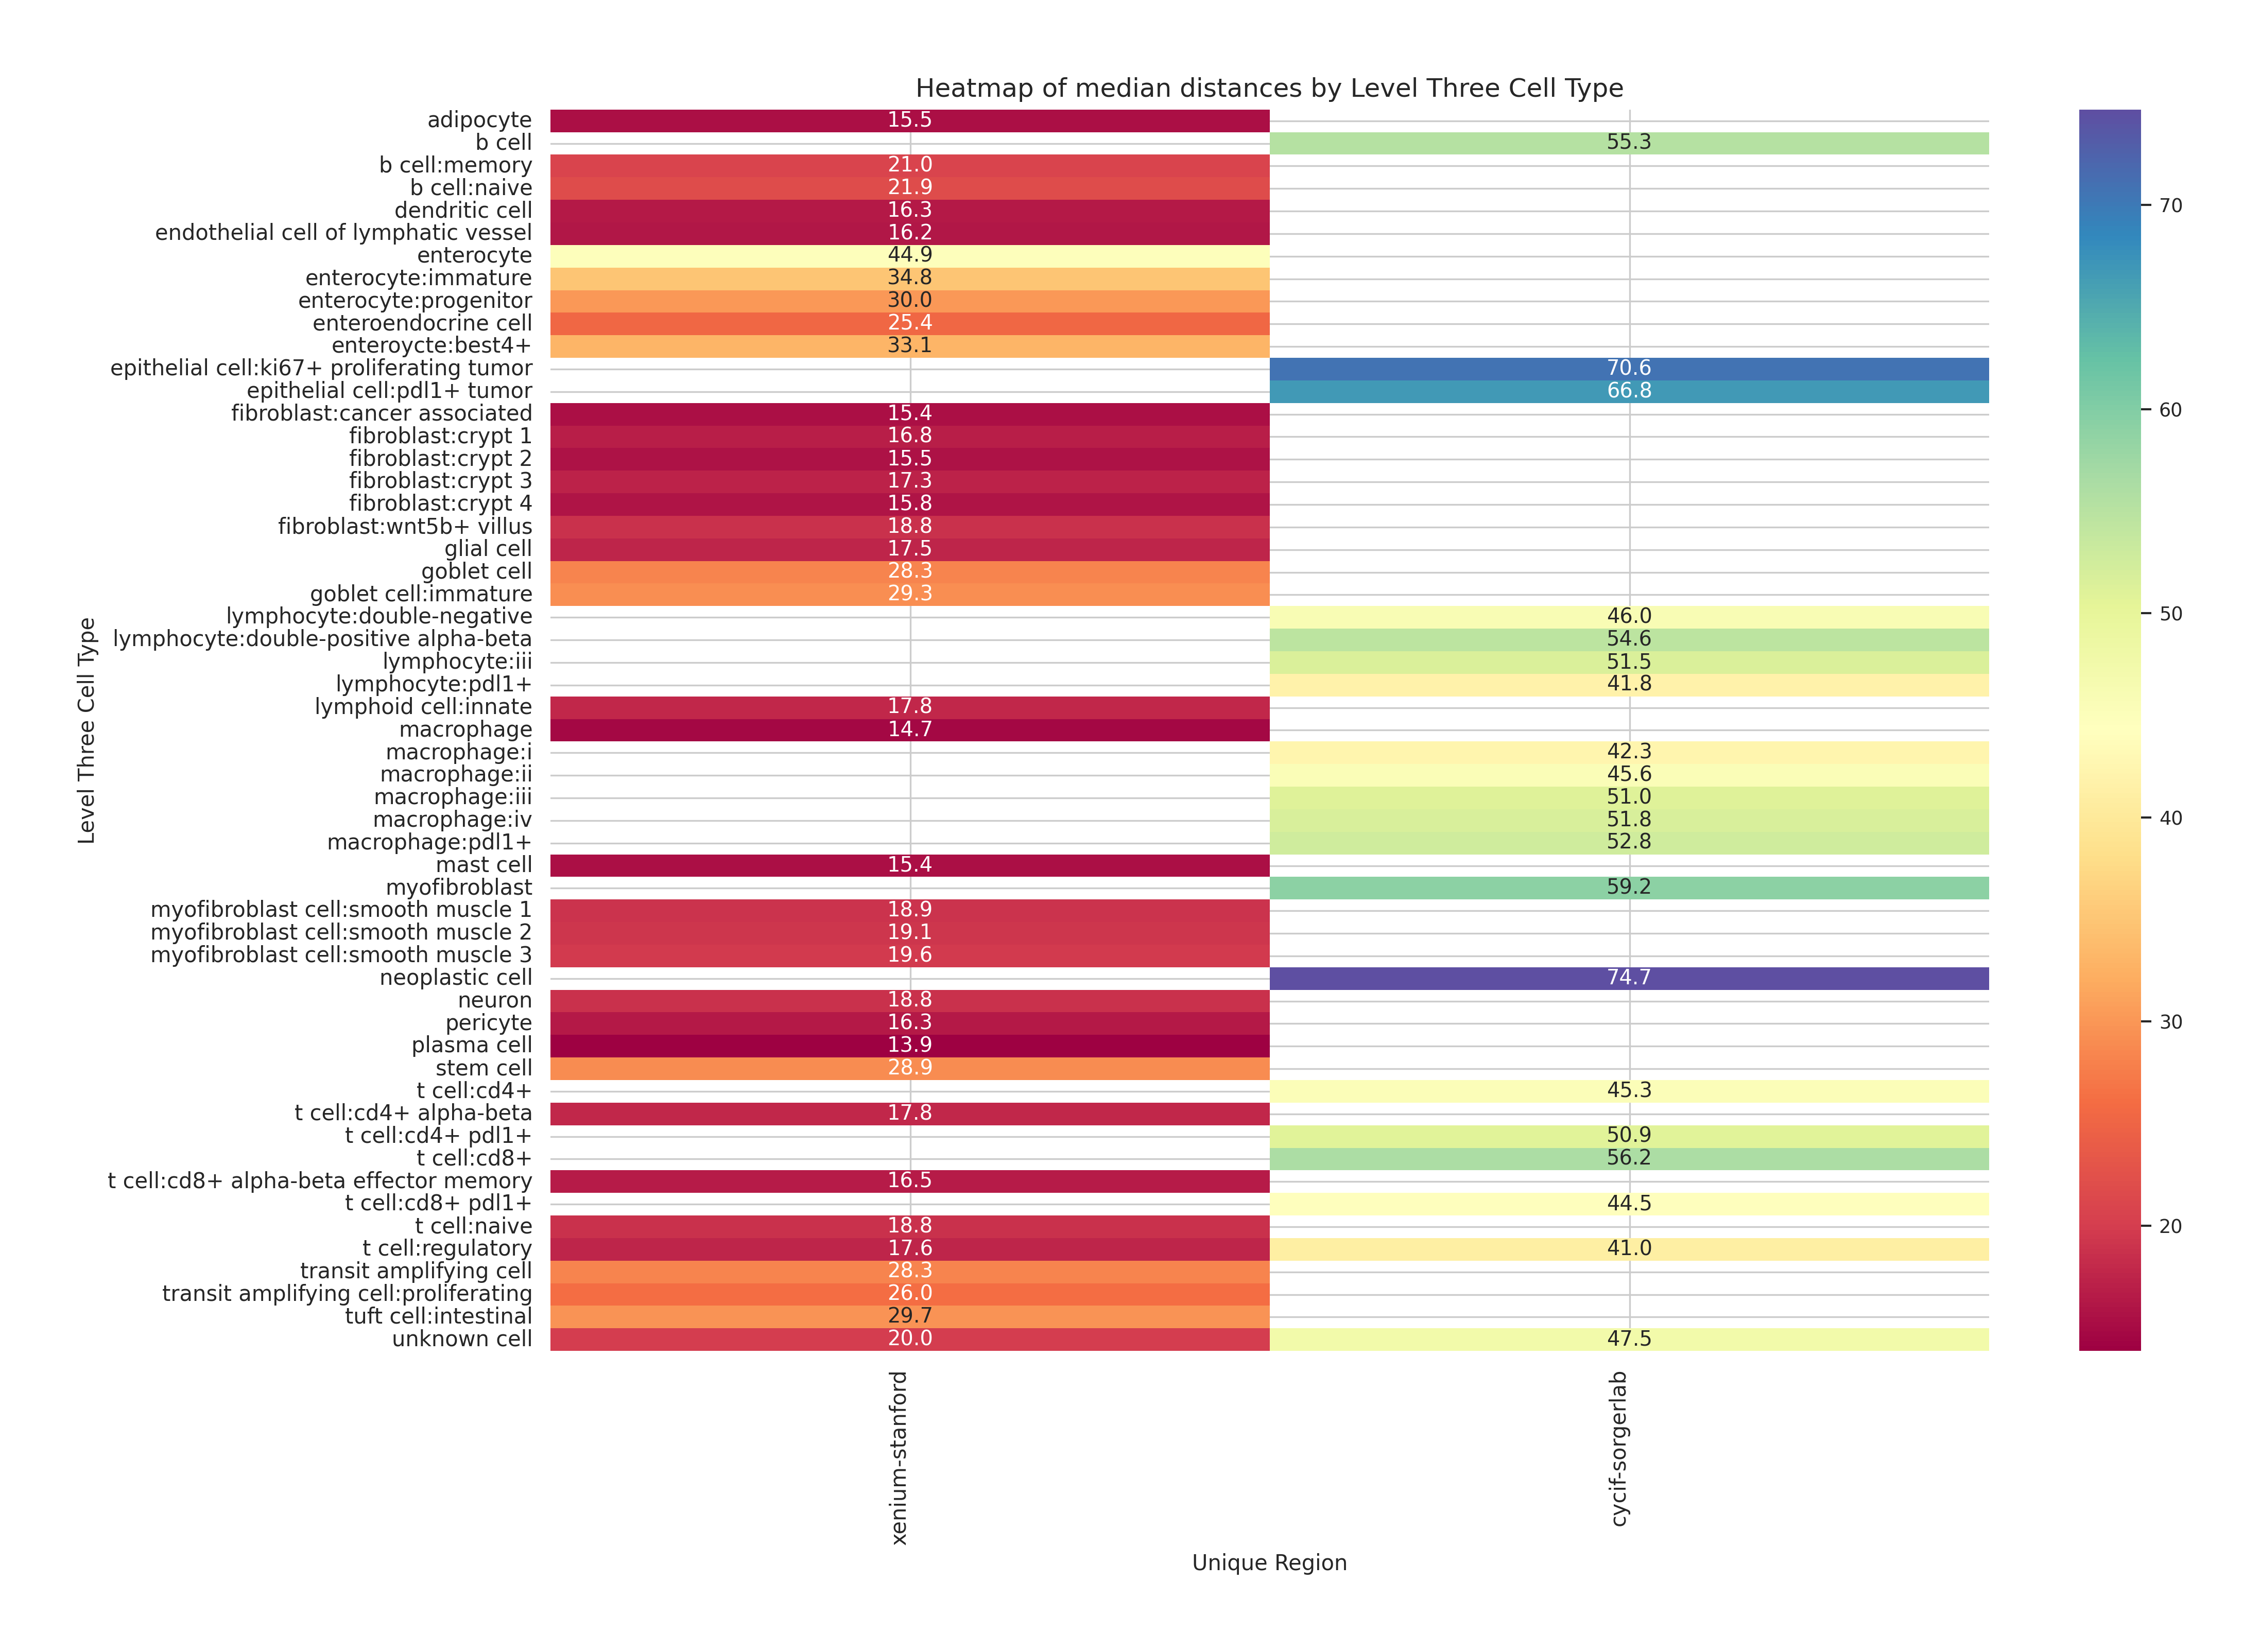 Heatmap of median distances by Level Three Cell Type
Level Three Cell Type
adipocyte 15.5
b cell 55.3
b cell:memory 21.0
b cell:naive 21.9
dendritic cell 16.3
endothelial cell of lymphatic vessel 16.2
enterocyte 44.9
enterocyte:immature 34.8
enterocyte:progenitor 30.0
enteroendocrine cell 25.4
enteroycte:best4+ 33.1
epithelial cell:ki67+ proliferating tumor 70.6
epithelial cell:pdl1+ tumor 66.8
fibroblast:cancer associated 15.4
fibroblast:crypt 1 16.8
fibroblast:crypt 2 15.5
fibroblast:crypt 3 17.3
fibroblast:crypt 4 15.8
fibroblast:wnt5b+ villus 18.8
glial cell 17.5
goblet cell 28.3
goblet cell:immature 29.3
lymphocyte:double-negative 46.0
lymphocyte:double-positive alpha-beta 54.6
lymphocyte:iii 51.5
lymphocyte:pdl1+ 41.8
lymphoid cell:innate 17.8
macrophage 14.7
macrophage:i 42.3
macrophage:ii 45.6
macrophage:iii 51.0
macrophage:iv 51.8
macrophage:pdl1+ 52.8
mast cell 15.4
myofibroblast 59.2
myofibroblast cell:smooth muscle 1 18.9
myofibroblast cell:smooth muscle 2 19.1
myofibroblast cell:smooth muscle 3 19.6
neoplastic cell 74.7
neuron 18.8
pericyte 16.3
plasma cell 13.9
stem cell 28.9
t cell:cd4+ 45.3
t cell:cd4+ alpha-beta 17.8
t cell:cd4+ pdl1+ 50.9
t cell:cd8+ 56.2
t cell:cd8+ alpha-beta effector memory 16.5
t cell:cd8+ pdl1+ 44.5
t cell:naive 18.8
t cell:regulatory 17.6 41.0
transit amplifying cell 28.3
transit amplifying cell:proliferating 26.0
tuft cell:intestinal 29.7
unknown cell 20.0 47.5
xenium-stanford
cycif-sorgerlab
Unique Region
70
60
50
40
30
20